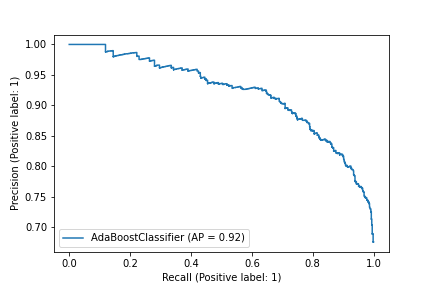 1.00
0.95
0.90
0.85
0.80
0.75
0.70
Precision (Positive label: 1)
AdaBoostClassifier (AP = 0.92)
0.0 0.2 0.4 0.6 0.8 1.0
Recall (Positive label: 1)